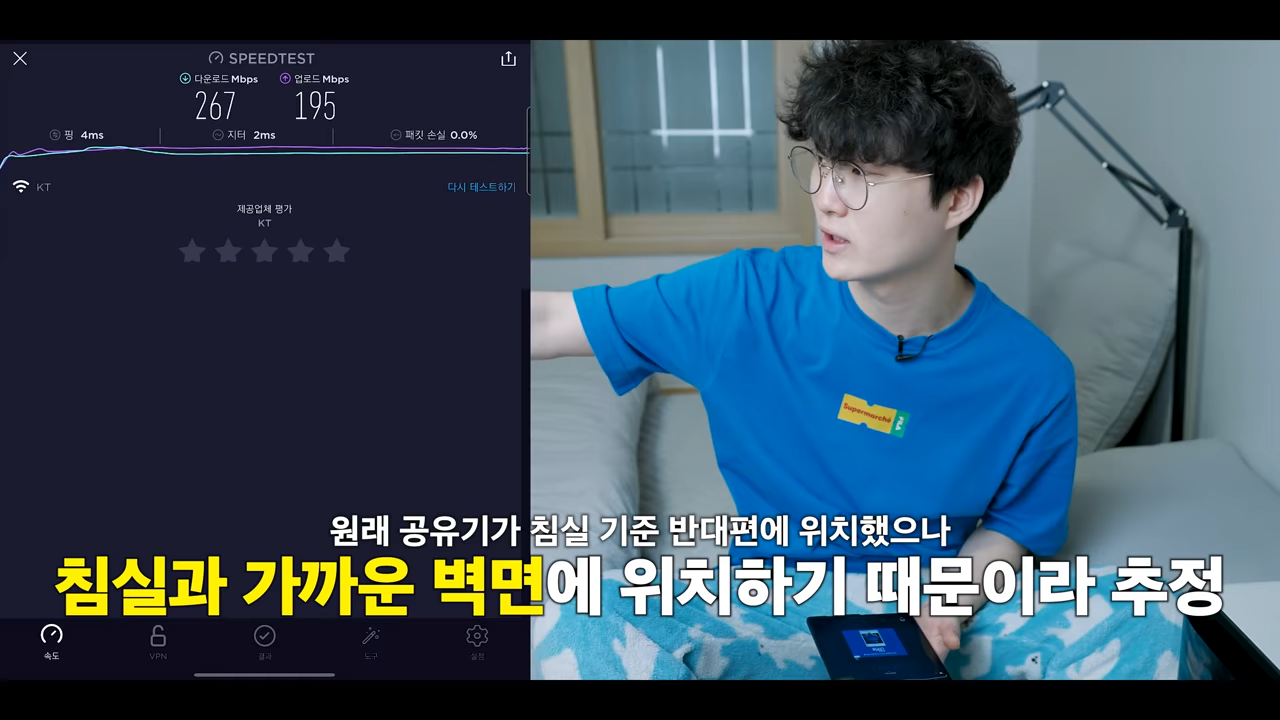 SPEEDTEST
다운로드 Mbps 업로드 Mbps
267 195
핑 4ms 지터 2ms 패킷 손실 0.0%
KT 다시 테스트하기
제공업체 평가
KT
Supermarché FILA
원래 공유기가 침실 기준 반대편에 위치했으나
침실과 가까운 벽면에 위치하기 때문이라 추정
속도 VPN 결과 도구 설정